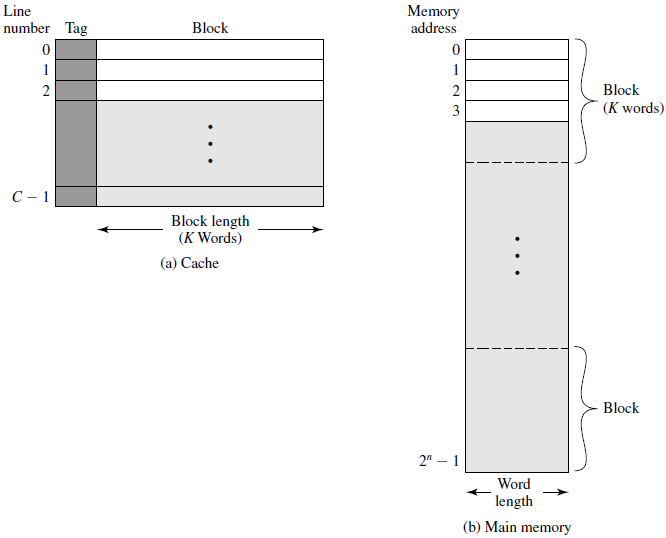 Line
number Tag Block
0
1
2
C – 1
Block length
(K Words)
(a) Cache
Memory
address
0
1
2
3
Block
(K words)
Block
2ⁿ – 1
Word
length
(b) Main memory